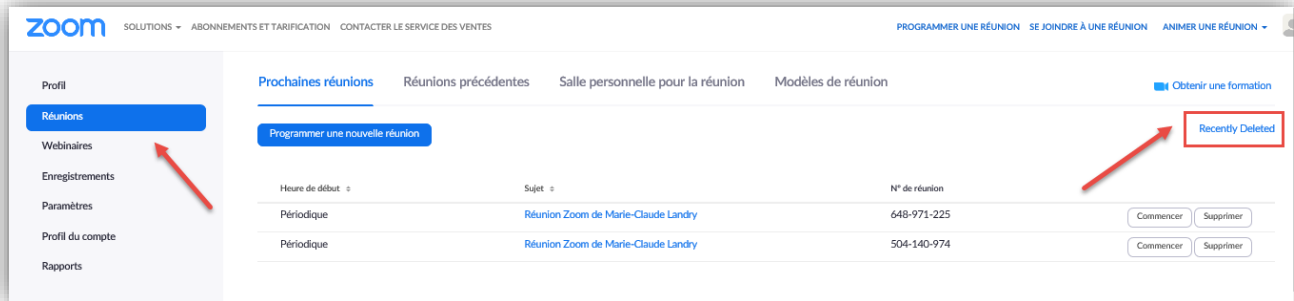 zoom SOLUTIONS ABONNEMENTS ET TARIFICATION CONTACTER LE SERVICE DES VENTES PROGRAMMER UNE RÉUNION SE JOINDRE À UNE RÉUNION ANIMER UNE RÉUNION
Profil
Réunions
Webinaires
Enregistrements
Paramètres
Profil du compte
Rapports
Prochaines réunions Réunions précédentes Salle personnelle pour la réunion Modèles de réunion
Obtenir une formation
Programmer une nouvelle réunion
Recently Deleted
Heure de début Sujet N° de réunion
Périodique Réunion Zoom de Marie-Claude Landry 648-971-225 Commencer Supprimer
Périodique Réunion Zoom de Marie-Claude Landry 504-140-974 Commencer Supprimer